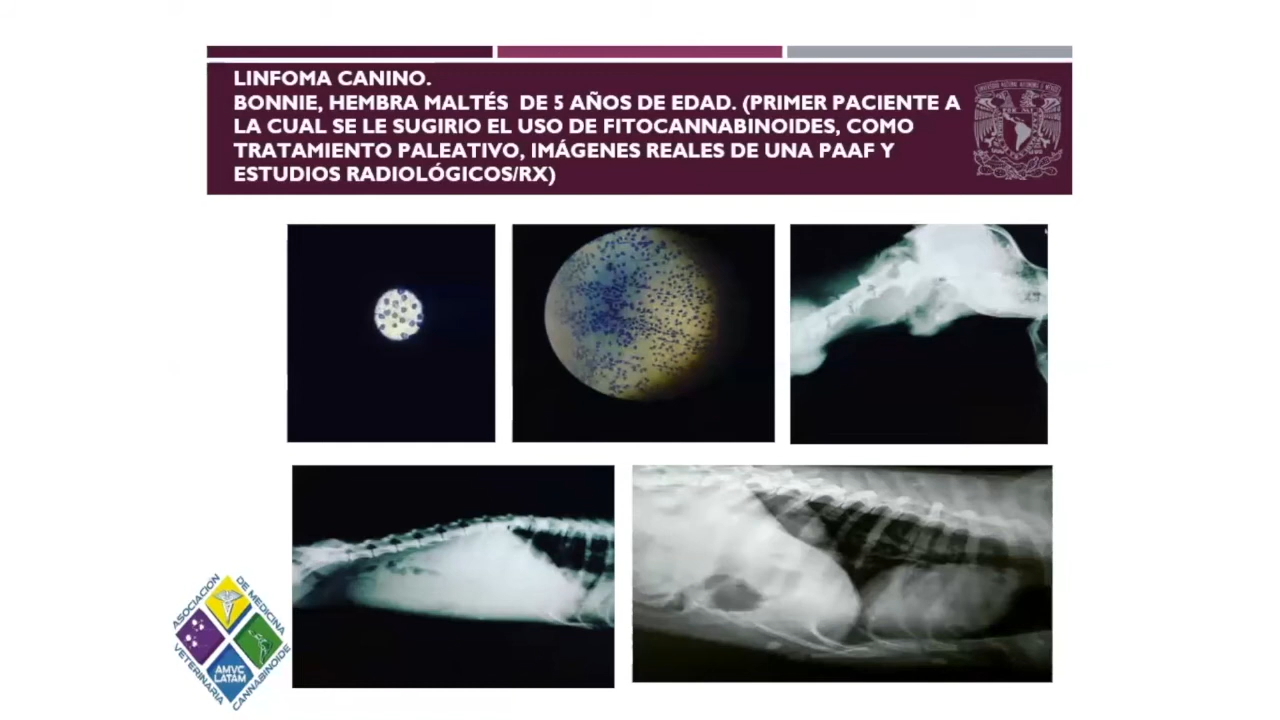 LINFOMA CANINO.
BONNIE, HEMBRA MALTÉS DE 5 AÑOS DE EDAD. (PRIMER PACIENTE A
LA CUAL SE LE SUGIRIO EL USO DE FITOCANNABINOIDES, COMO
TRATAMIENTO PALEATIVO, IMÁGENES REALES DE UNA PAAF Y
ESTUDIOS RADIOLÓGICOS/RX)
ASOCIACIÓN
DE MEDICINA
VETERINARIA
CANNABINOIDE
AMVC
LATAM